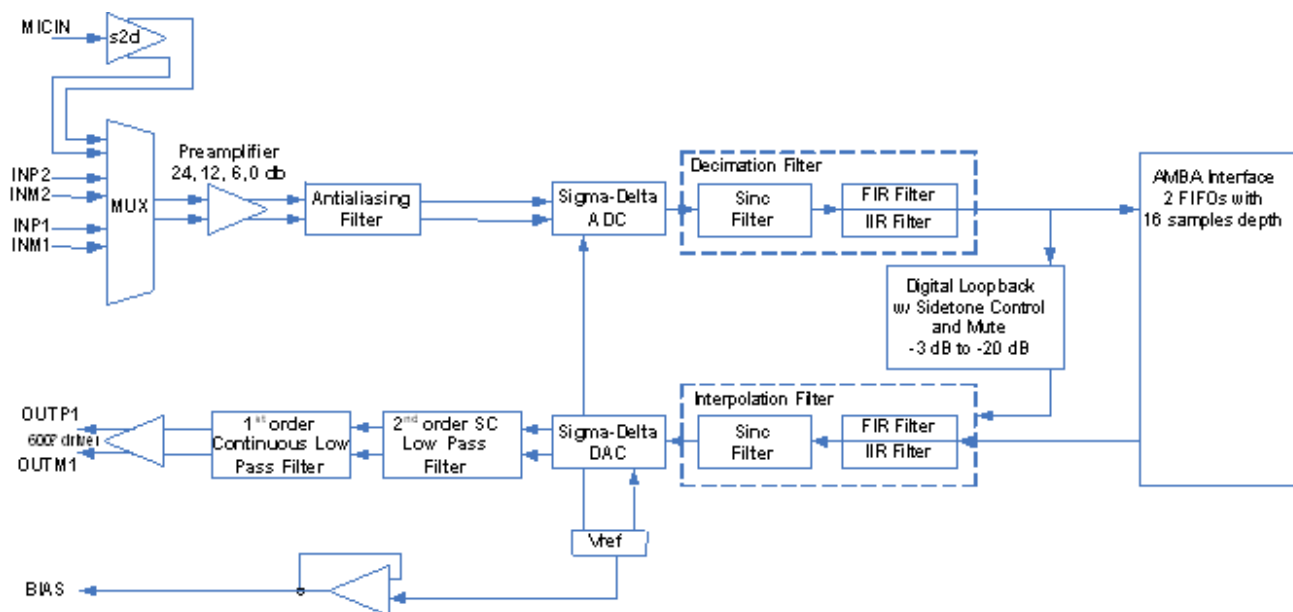 MICIN
s2d
Preamplifier
24, 12, 6, 0 db
INP2
INM2
INP1
INM1
MUX
Antialiasing
Filter
Sigma-Delta
ADC
Decimation Filter
Sinc
Filter
FIR Filter
IIR Filter
AMBA Interface
2 FIFOs with
16 samples depth
Digital Loopback
w/ Sidetone Control
and Mute
-3 dB to -20 dB
OUTP1
600? driver
OUTM1
1st order
Continuous Low
Pass Filter
2nd order SC
Low Pass
Filter
Sigma-Delta
DAC
Interpolation Filter
Sinc
Filter
FIR Filter
IIR Filter
Vref
BIAS